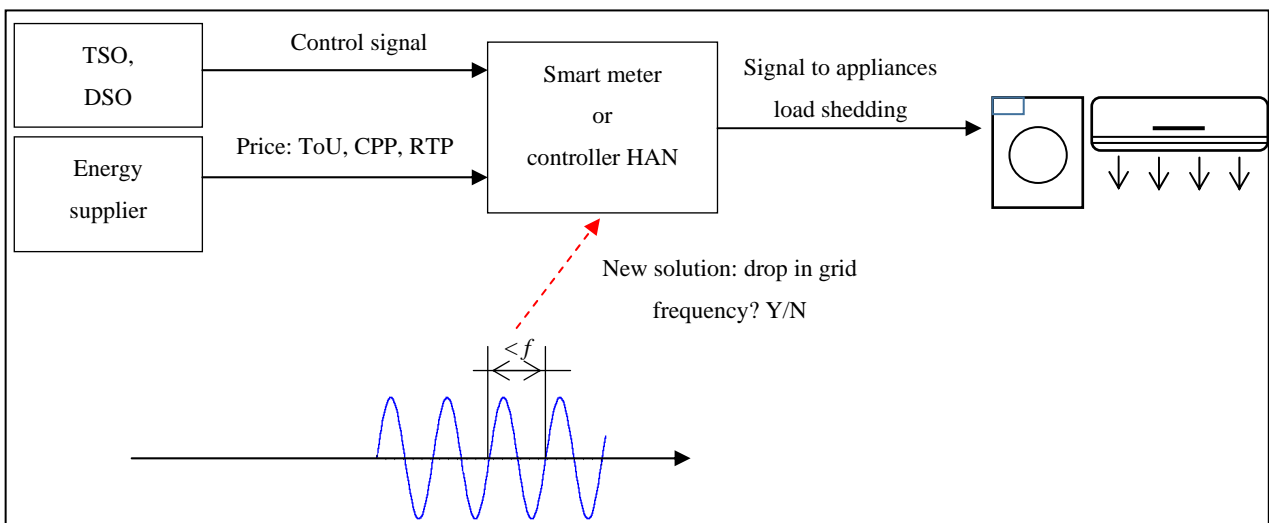 TSO,
DSO
Control signal
Smart meter
or
controller HAN
Signal to appliances
load shedding
Energy
supplier
Price: ToU, CPP, RTP
New solution: drop in grid
frequency? Y/N
< f